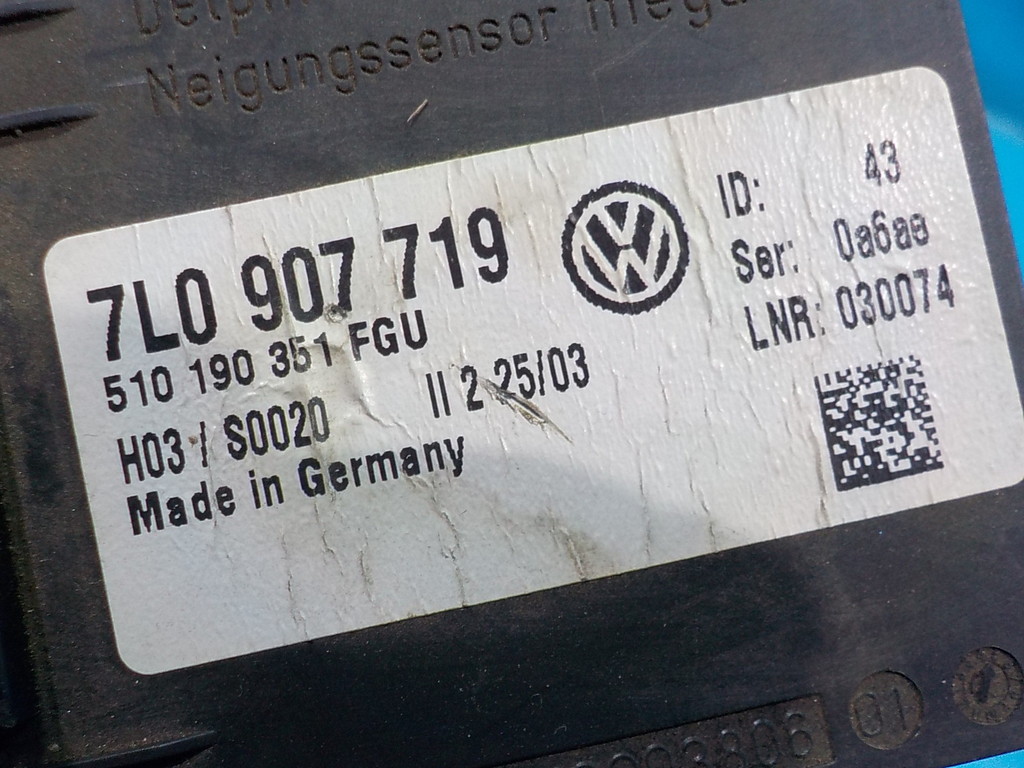 Neigungssensor
7L0 907 719
510 190 351 FGU
H03 / S0020 II 2 25/03
Made in Germany
VW
ID: 43
Ser: 0a6ae
LNR: 030074
01